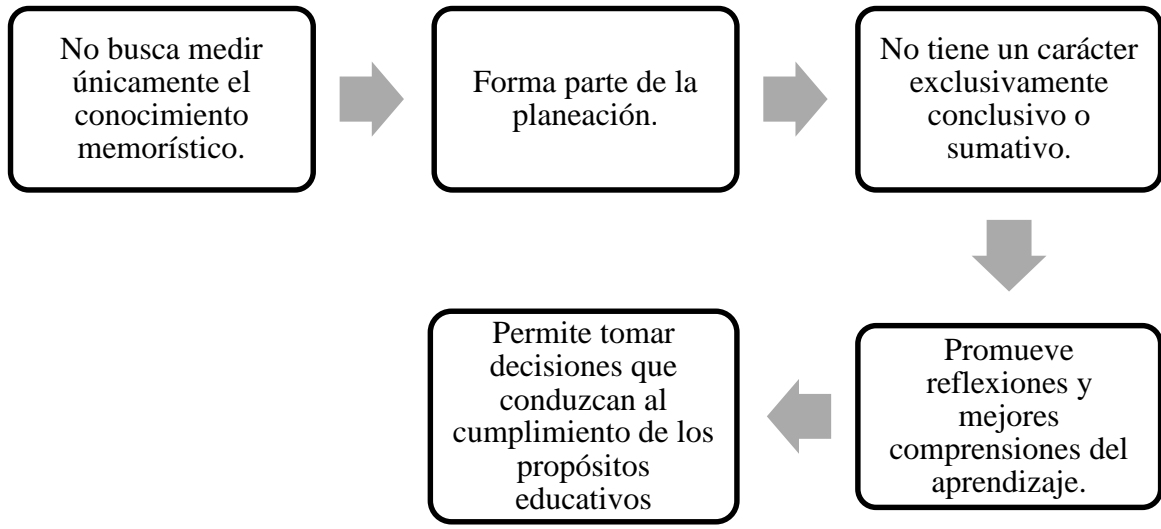 No busca medir
únicamente el
conocimiento
memorístico.
Forma parte de la
planeación.
No tiene un carácter
exclusivamente
conclusivo o
sumativo.
Promueve
reflexiones y
mejores
comprensiones del
aprendizaje.
Permite tomar
decisiones que
conduzcan al
cumplimiento de los
propósitos
educativos